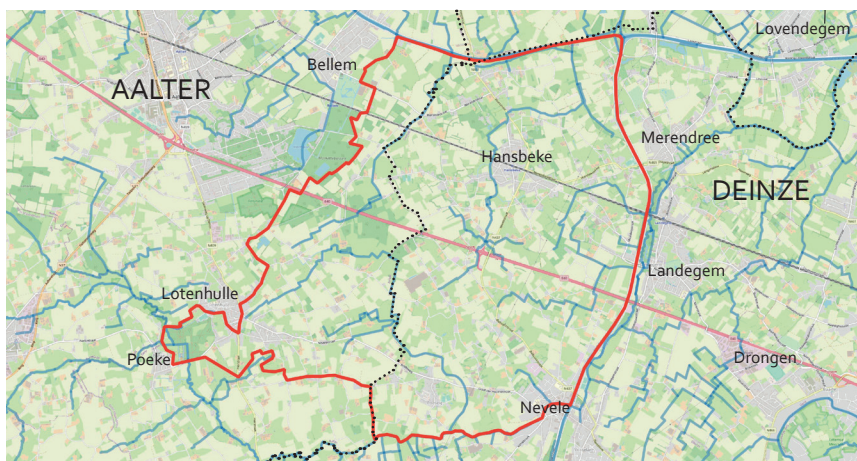 Lovendegem
Bellem
AALTER
Merendree
Hansbeke
DEINZE
Landegem
Lotenhulle
Poeke
Drongen
Nevele